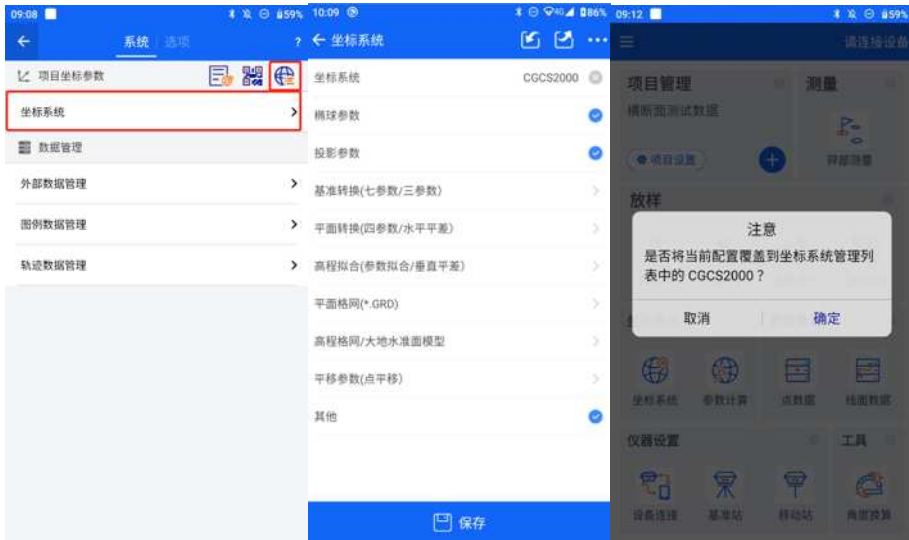 09:08
59%
系统 选项
?
项目坐标参数
坐标系统
数据管理
外部数据管理
图例数据管理
轨迹数据管理
10:09
4G 86%
坐标系统
坐标系统 CGCS2000
椭球参数
投影参数
基准转换(七参数/三参数)
平面转换(四参数/水平平差)
高程拟合(参数拟合/垂直平差)
平面格网(*.GRD)
高程格网/大地水准面模型
平移参数(点平移)
其他
保存
09:12
59%
请连接设备
项目管理 测量
横断面测试数据
项目设置 碎部测量
放样
注意
是否将当前配置覆盖到坐标系统管理列
表中的 CGCS2000？
取消 确定
坐标系统 参数计算 点数据 线面数据
仪器设置 工具
设备连接 基准站 移动站 角度换算